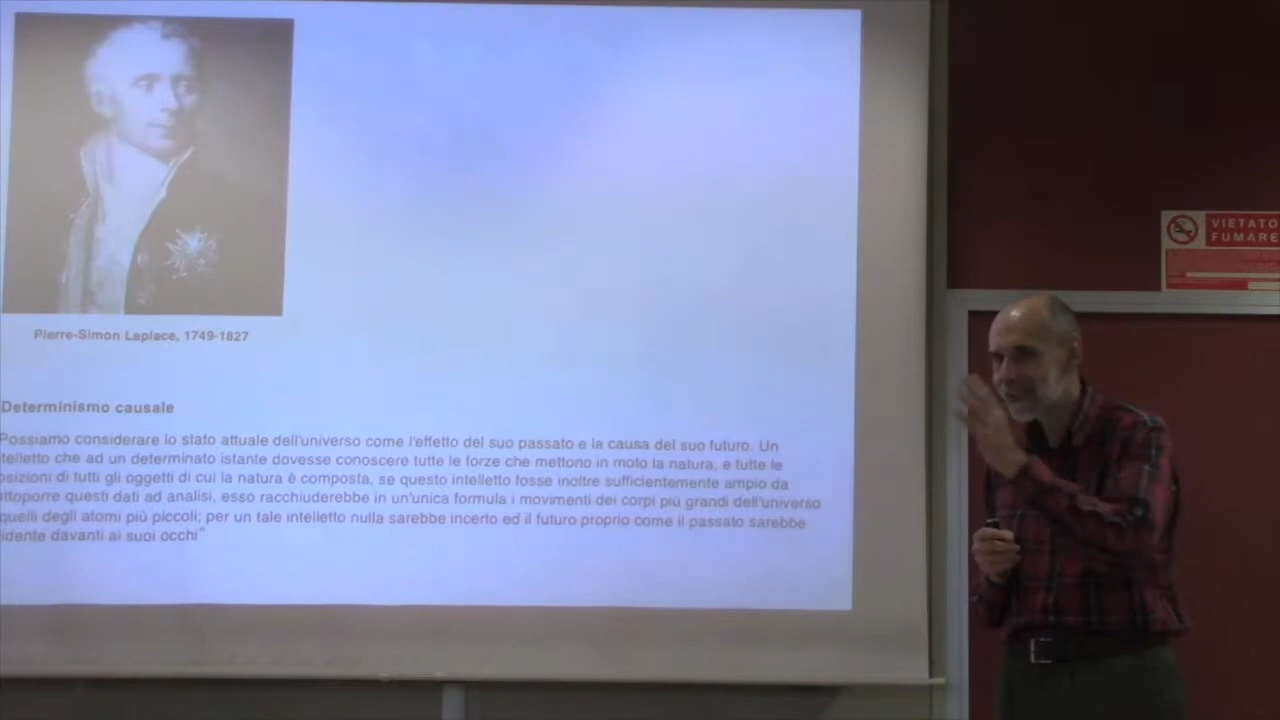 Pierre-Simon Laplace, 1749-1827
VIETATO
FUMARE
Determinismo causale
Possiamo considerare lo stato attuale dell'universo come l'effetto del suo passato e la causa del suo futuro. Un
telletto che ad un determinato istante dovesse conoscere tutte le forze che mettono in moto la natura, e tutte le
osizioni di tutti gli oggetti di cui la natura è composta, se questo intelletto fosse inoltre sufficientemente ampio da
ttoporre questi dati ad analisi, esso racchiuderebbe in un'unica formula i movimenti dei corpi più grandi dell'universo
quelli degli atomi più piccoli; per un tale intelletto nulla sarebbe incerto ed il futuro proprio come il passato sarebbe
idente davanti ai suoi occhi"